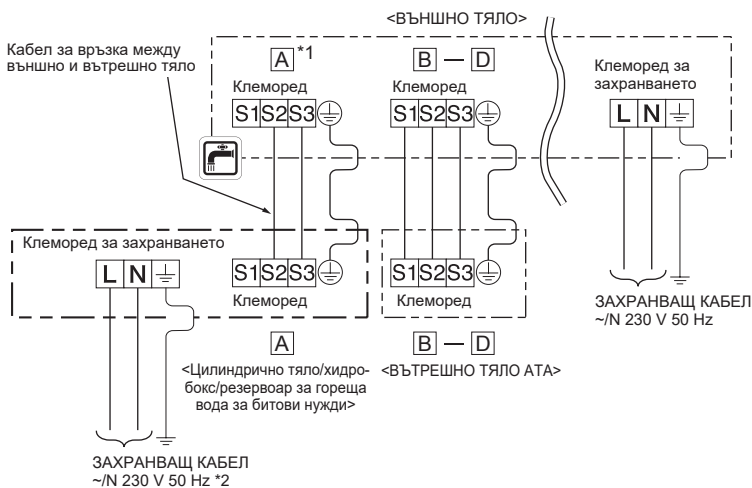 <ВЪНШНО ТЯЛО>
Кабел за връзка между
външно и вътрешно тяло
A *1
B — D
Клеморед
Клеморед
Клеморед за
захранването
S1 S2 S3
S1 S2 S3
L N
Клеморед за захранването
L N
S1 S2 S3
S1 S2 S3
Клеморед
Клеморед
ЗАХРАНВАЩ КАБЕЛ
~/N 230 V 50 Hz
A
B — D
<Цилиндрично тяло/хидро-
бокс/резервоар за гореща
вода за битови нужди>
<ВЪТРЕШНО ТЯЛО ATA>
ЗАХРАНВАЩ КАБЕЛ
~/N 230 V 50 Hz *2